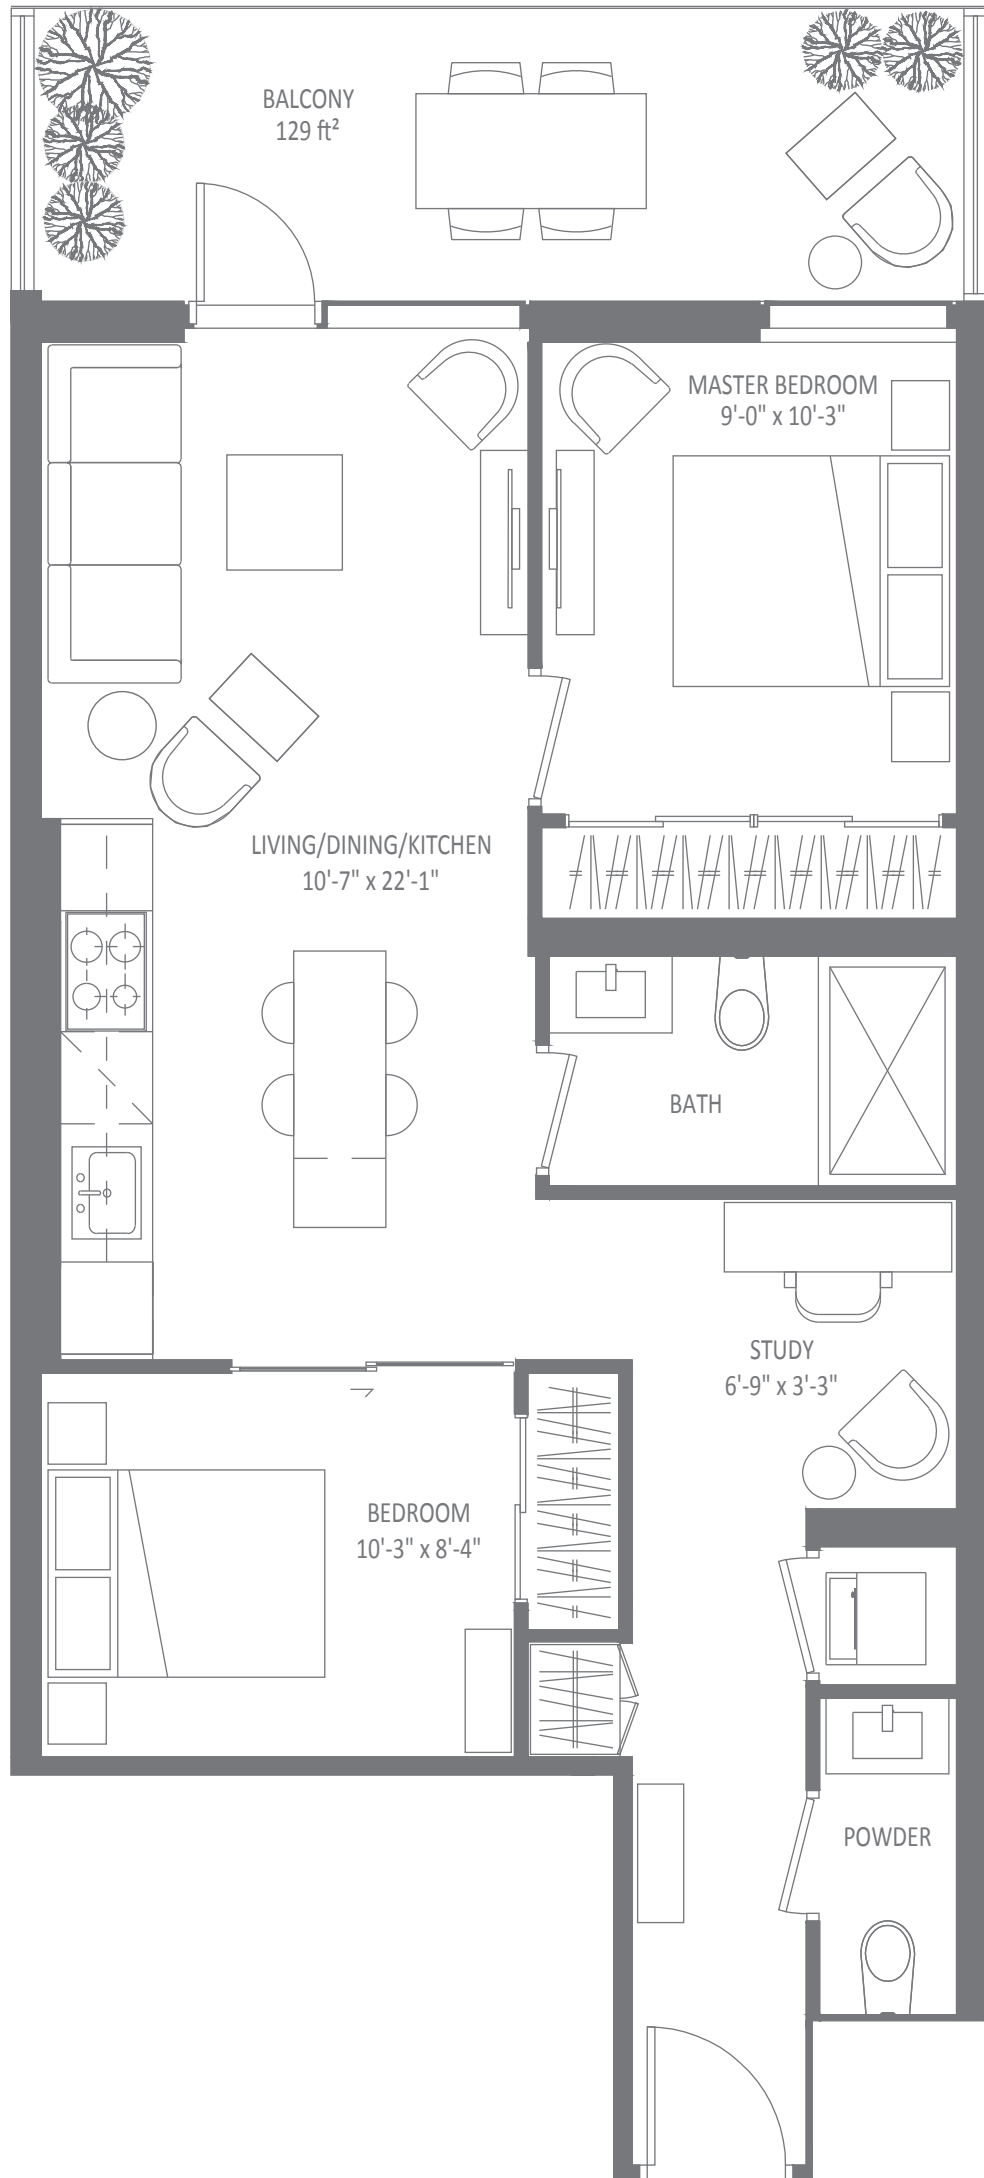 BALCONY
129 ft²
MASTER BEDROOM
9'-0" x 10'-3"
LIVING/DINING/KITCHEN
10'-7" x 22'-1"
BATH
STUDY
6'-9" x 3'-3"
BEDROOM
10'-3" x 8'-4"
POWDER